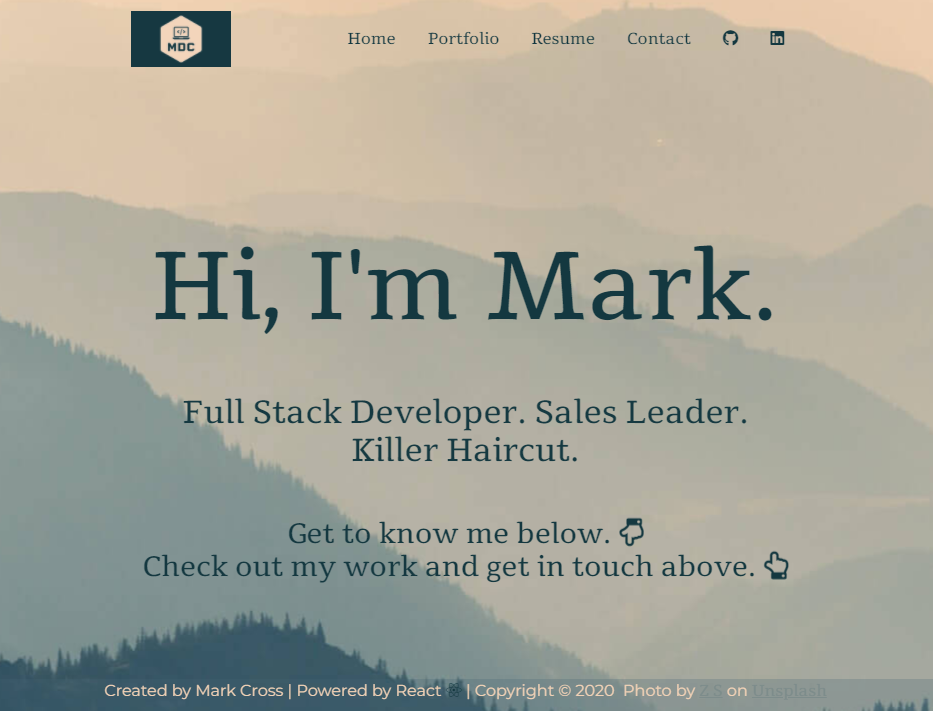 MDC
Home Portfolio Resume Contact
Hi, I'm Mark.
Full Stack Developer. Sales Leader.
Killer Haircut.
Get to know me below.
Check out my work and get in touch above.
Created by Mark Cross | Powered by React | Copyright © 2020 Photo by Z S on Unsplash